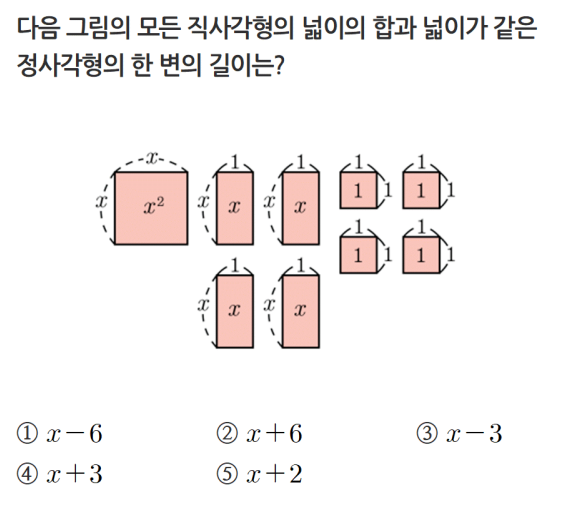 다음 그림의 모든 직사각형의 넓이의 합과 넓이가 같은
정사각형의 한 변의 길이는?
x 1 1 1 1
x x² x x x x 1 1 1 1
1 1
1 1 1 1
1 1
x x x x
① x−6 ② x+6 ③ x−3
④ x+3 ⑤ x+2